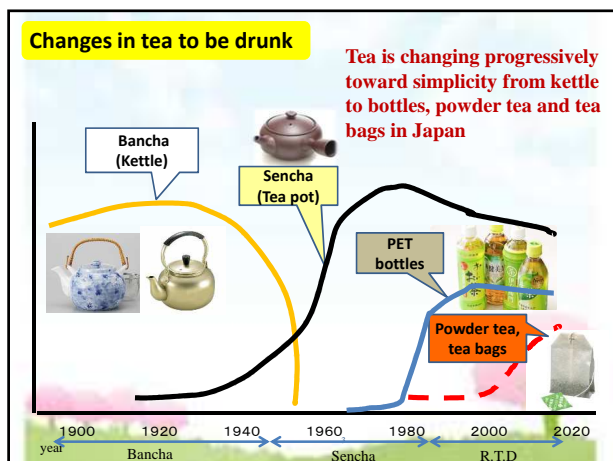 Changes in tea to be drunk
Tea is changing progressively
toward simplicity from kettle
to bottles, powder tea and tea
bags in Japan
Bancha
(Kettle)
Sencha
(Tea pot)
PET
bottles
Powder tea,
tea bags
1900 1920 1940 1960 1980 2000 2020
year
Bancha Sencha R.T.D